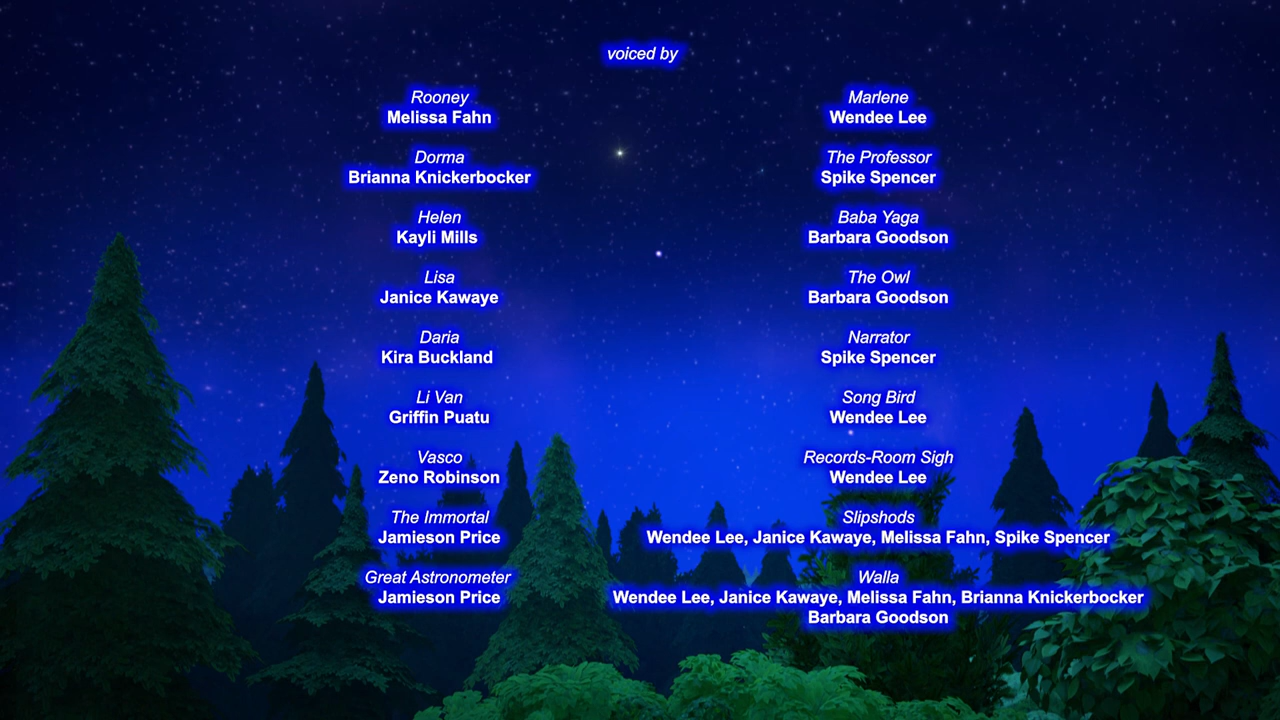 voiced by
Rooney
Melissa Fahn
Dorma
Brianna Knickerbocker
Helen
Kayli Mills
Lisa
Janice Kawaye
Daria
Kira Buckland
Li Van
Griffin Puatu
Vasco
Zeno Robinson
The Immortal
Jamieson Price
Great Astronometer
Jamieson Price
Marlene
Wendee Lee
The Professor
Spike Spencer
Baba Yaga
Barbara Goodson
The Owl
Barbara Goodson
Narrator
Spike Spencer
Song Bird
Wendee Lee
Records-Room Sigh
Wendee Lee
Slipshods
Wendee Lee, Janice Kawaye, Melissa Fahn, Spike Spencer
Walla
Wendee Lee, Janice Kawaye, Melissa Fahn, Brianna Knickerbocker
Barbara Goodson